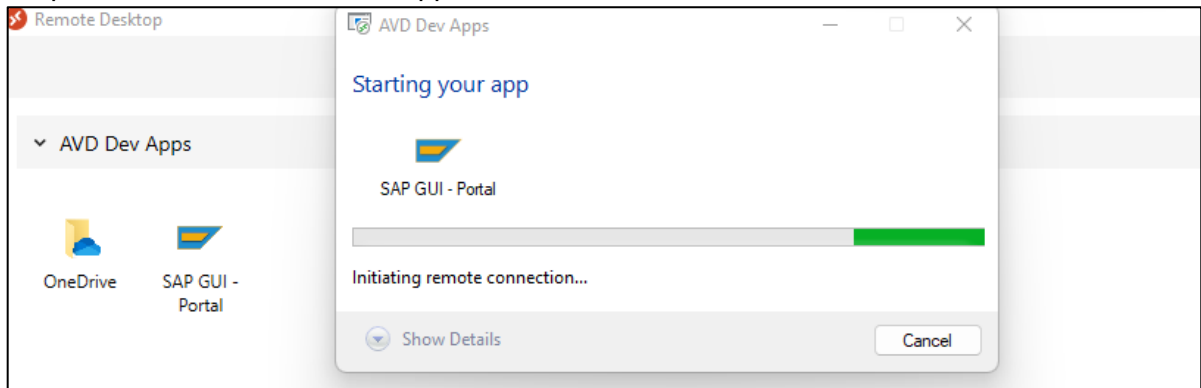 Remote Desktop
AVD Dev Apps
Starting your app
SAP GUI - Portal
Initiating remote connection...
Show Details
Cancel
AVD Dev Apps
OneDrive
SAP GUI -
Portal